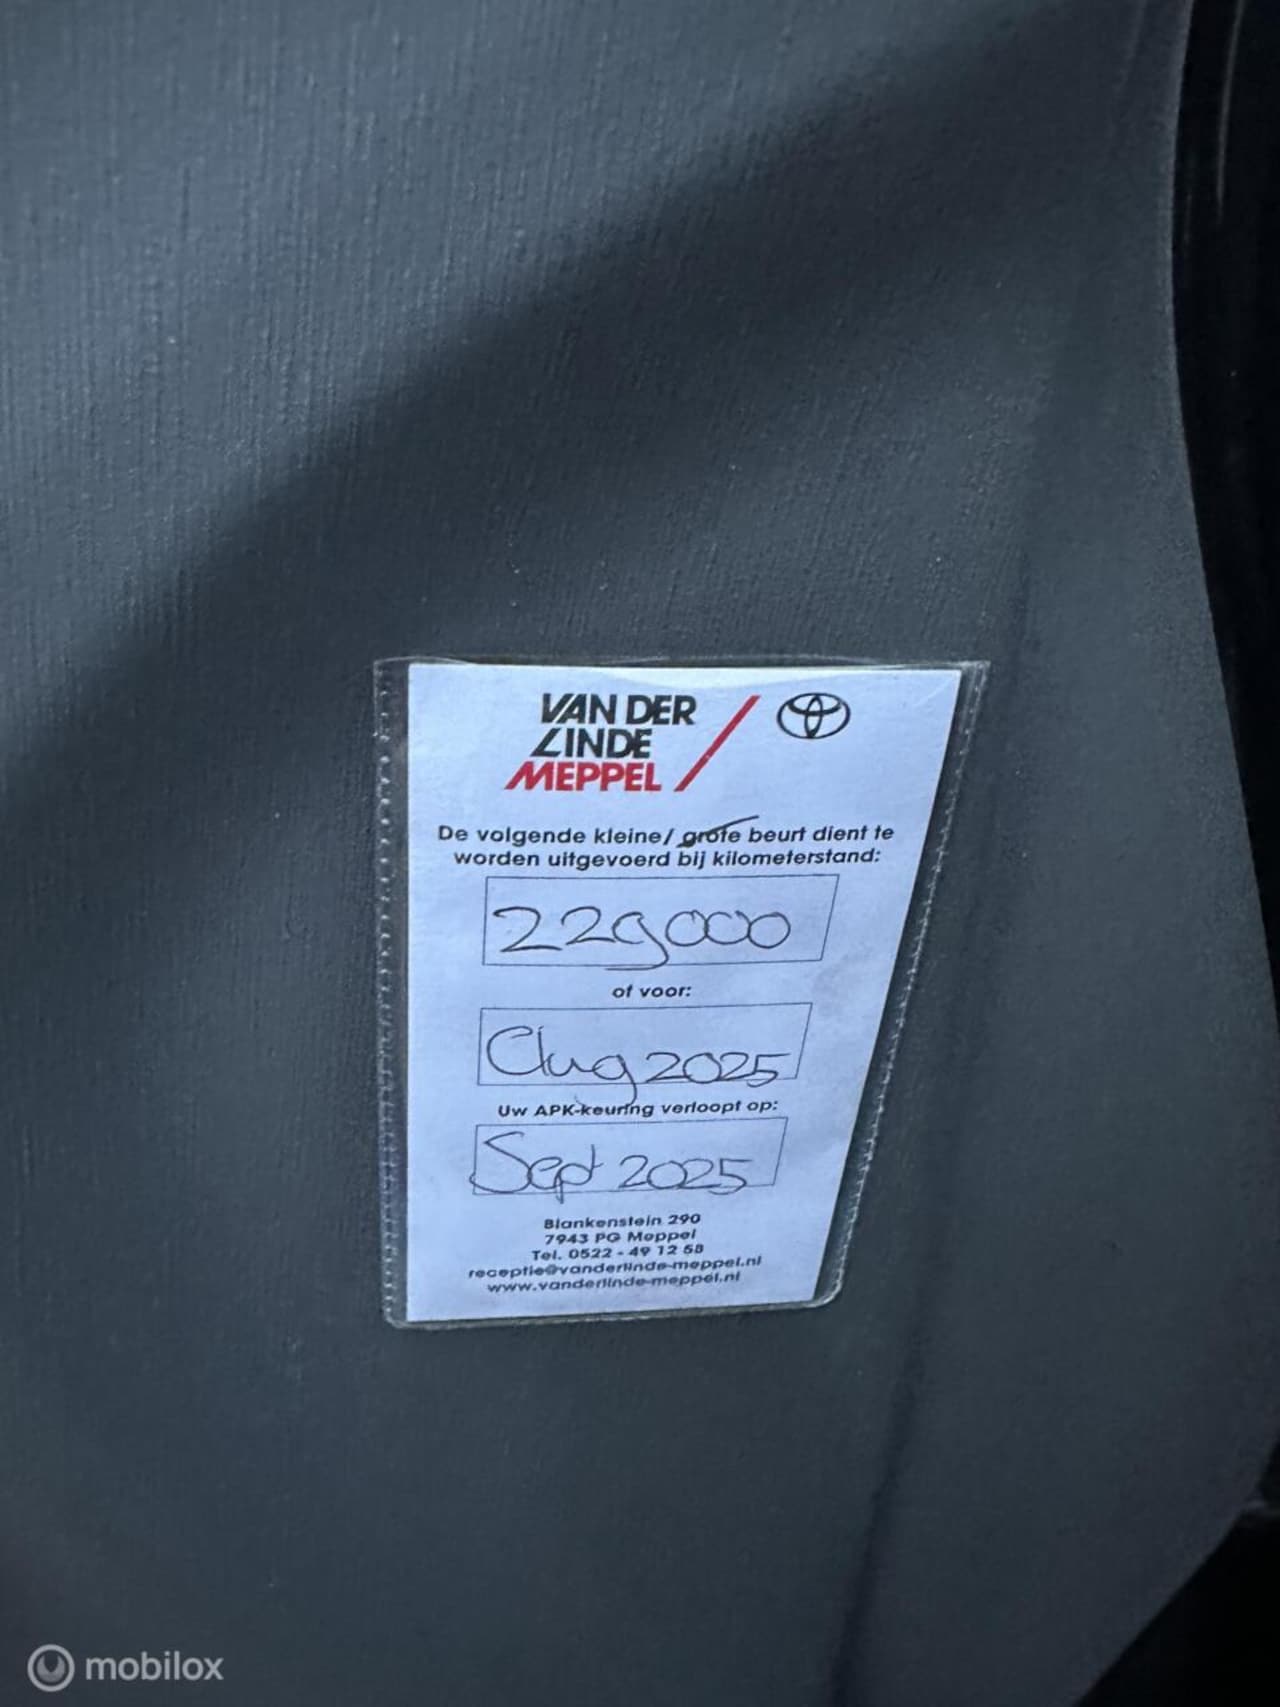 VAN DER
LINDE
MEPPEL
De volgende kleine/ grote beurt dient te
worden uitgevoerd bij kilometerstand:
229000
of voor:
Aug 2025
Uw APK-keuring verloopt op:
Sept 2025
Blankenstein 290
7943 PG Meppel
Tel. 0522 - 49 12 68
receptie@vanderlinde-meppel.nl
www.vanderlinde-meppel.nl
mobilox